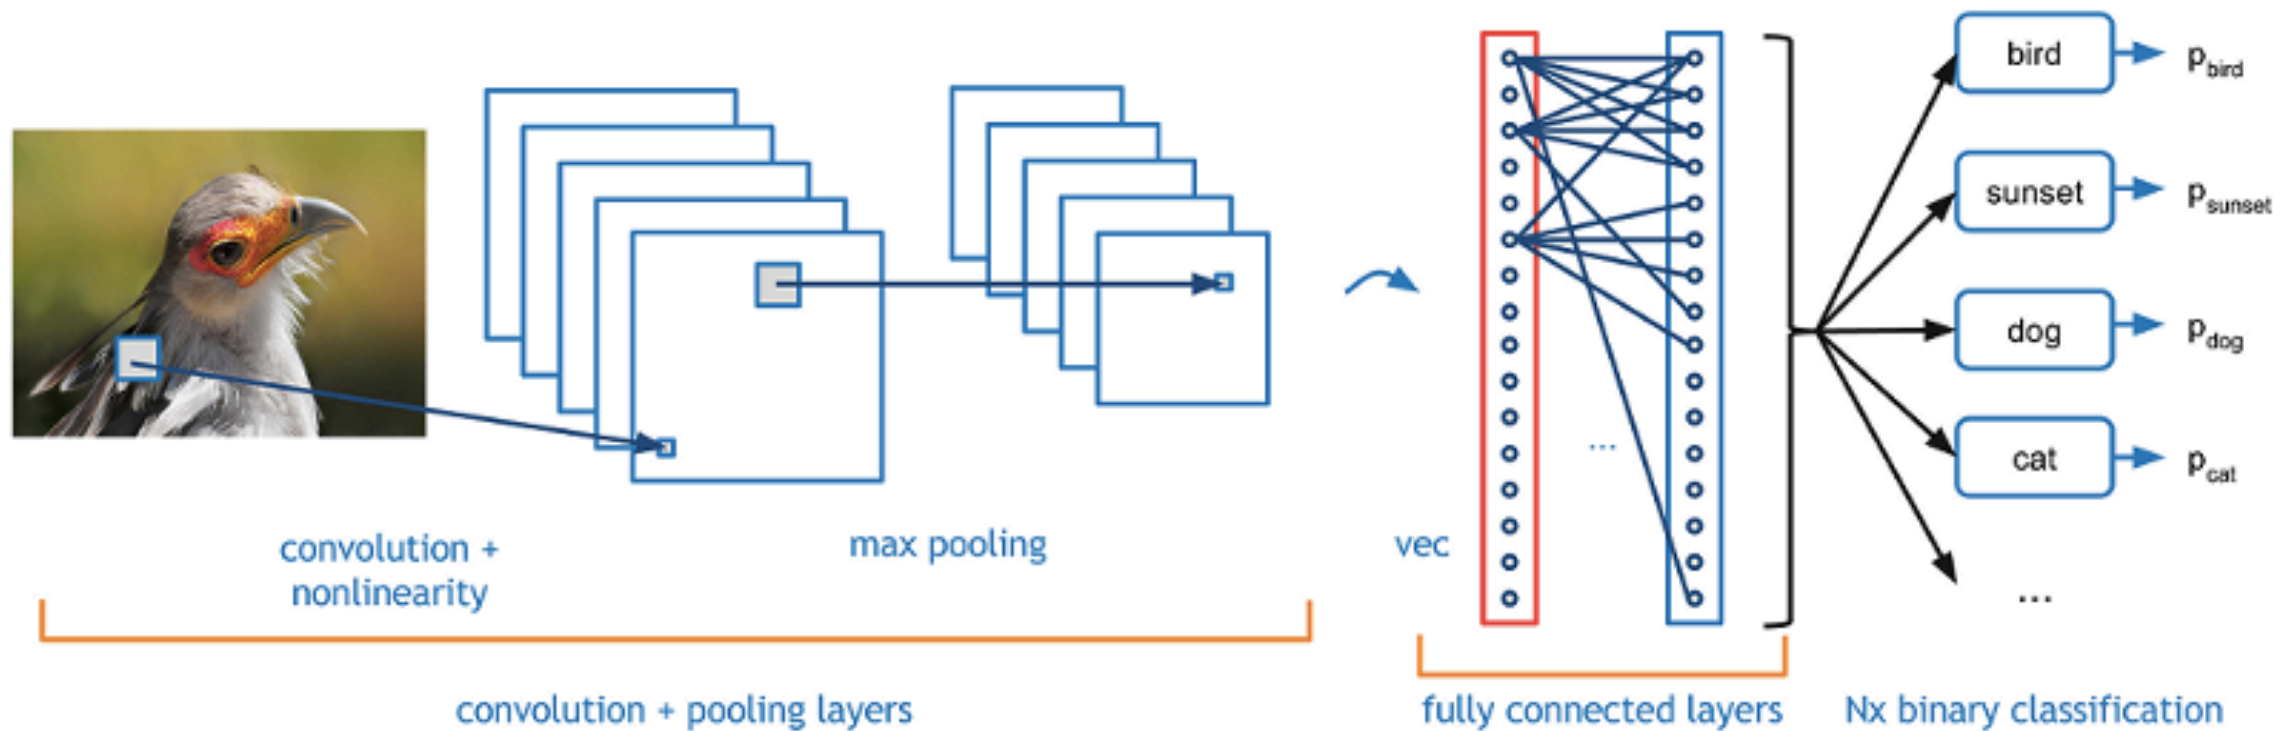 bird
p_bird
sunset
p_sunset
dog
p_dog
cat
p_cat
...
...
convolution +
nonlinearity
max pooling
vec
convolution + pooling layers
fully connected layers
Nx binary classification